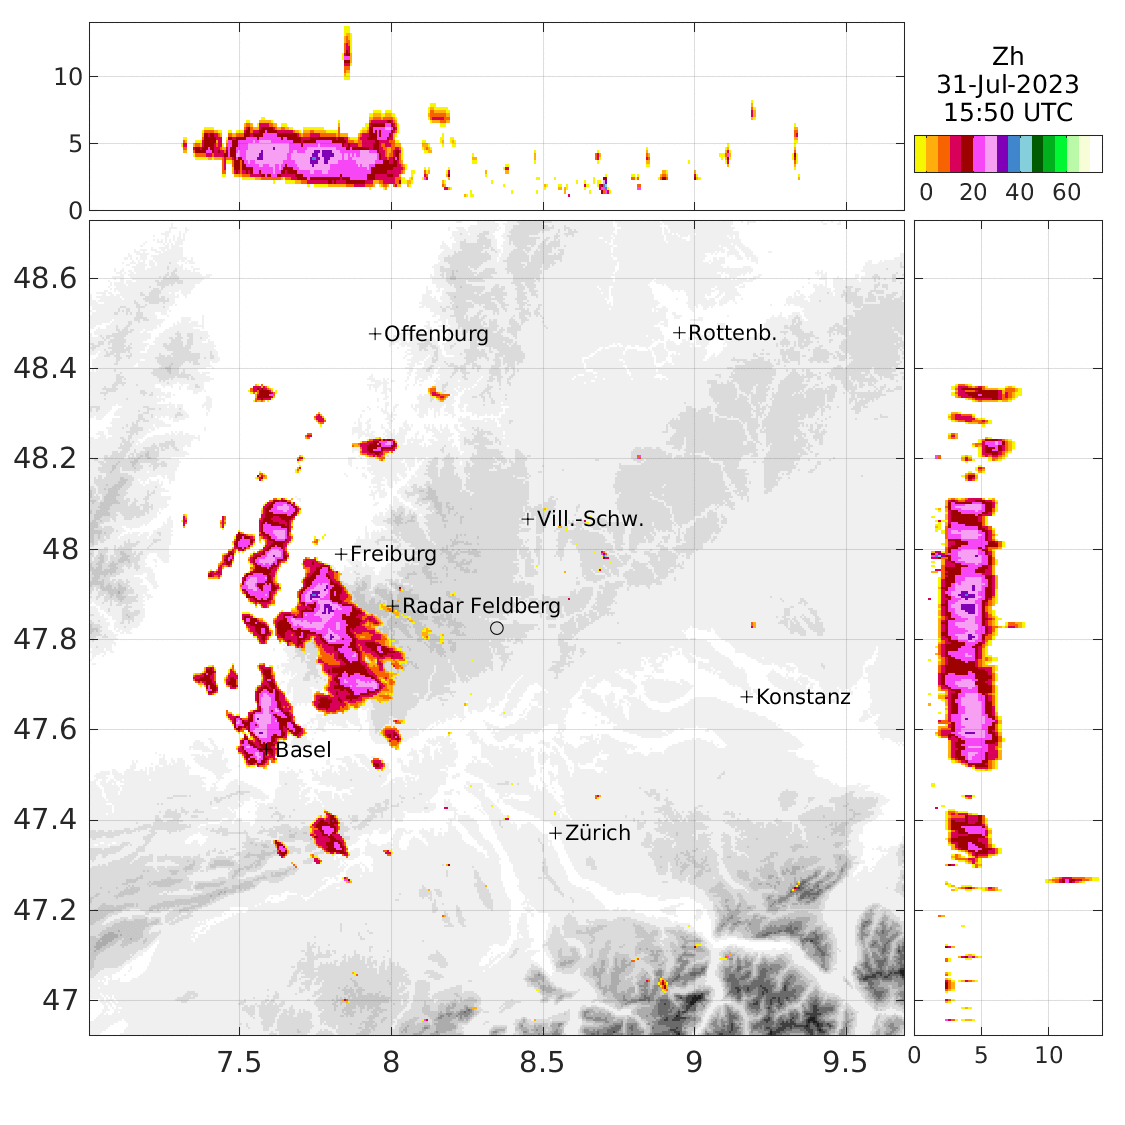 10
5
0
Zh
31-Jul-2023
15:50 UTC
0 20 40 60
48.6
48.4
48.2
48
47.8
47.6
47.4
47.2
47
+Offenburg
+Rottenb.
+Vill.-Schw.
+Freiburg
+Radar Feldberg
+Konstanz
+Basel
+Zürich
7.5 8 8.5 9 9.5
0 5 10